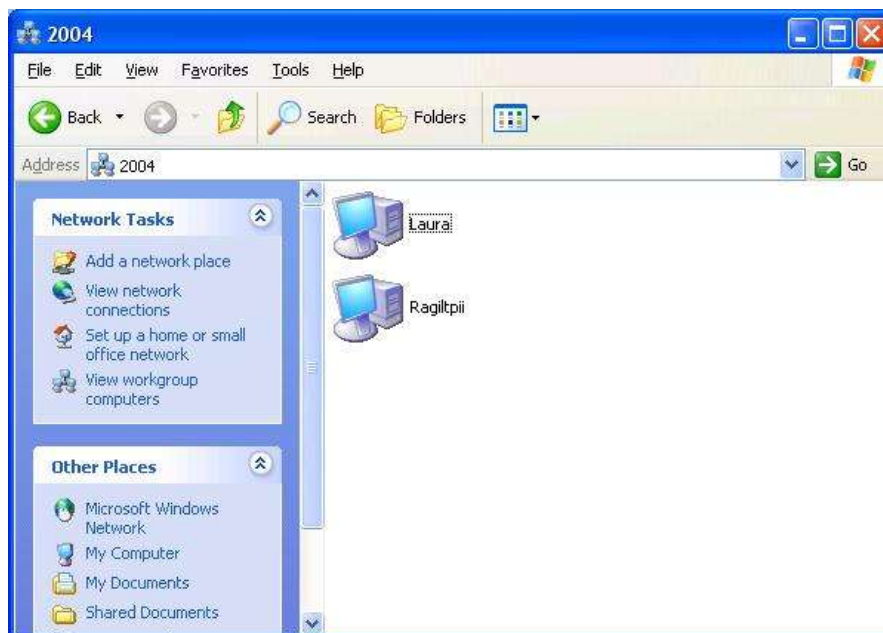 2004
File Edit View Favorites Tools Help
Back Search Folders
Address 2004 Go
Network Tasks
Add a network place
View network
connections
Set up a home or small
office network
View workgroup
computers
Other Places
Microsoft Windows
Network
My Computer
My Documents
Shared Documents
Laura
Ragiltpii